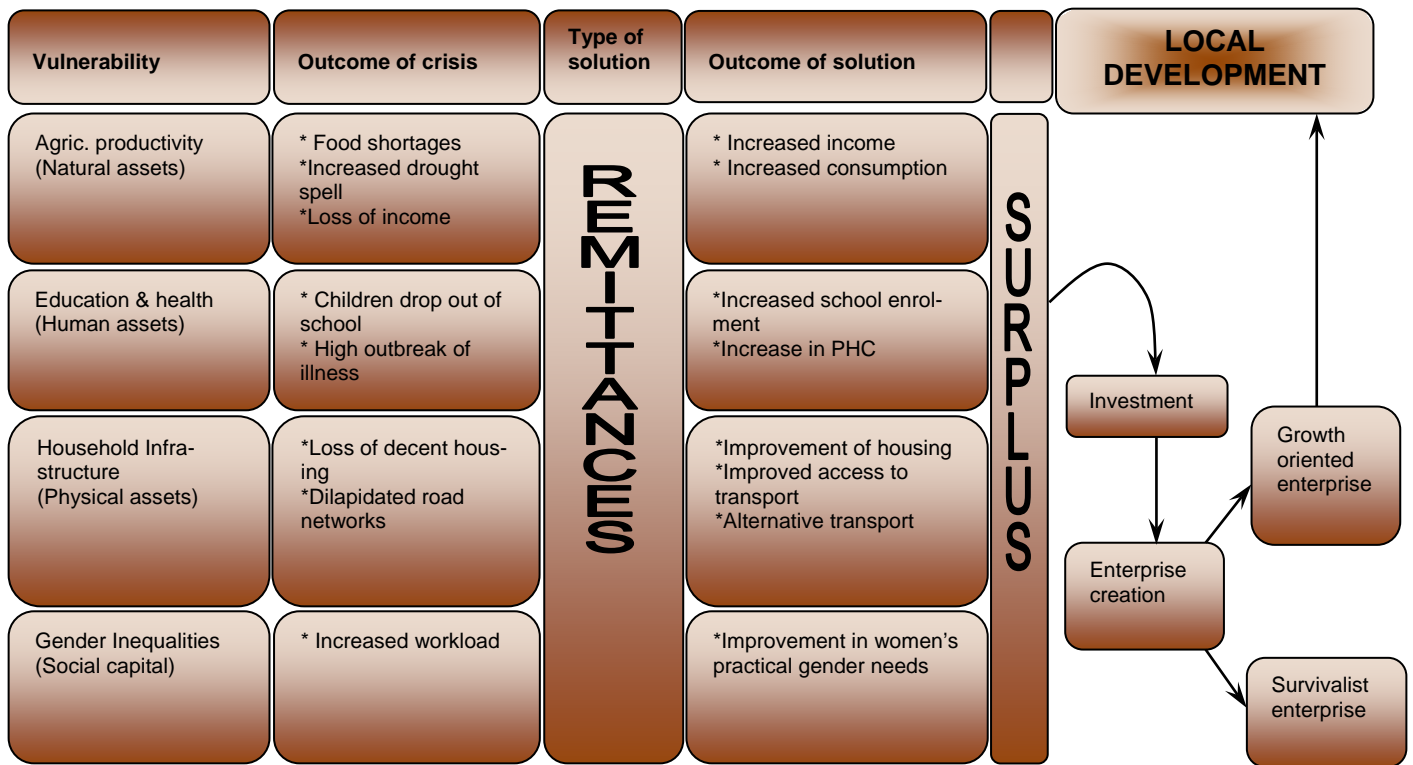 Vulnerability
Outcome of crisis
Type of
solution
Outcome of solution
LOCAL
DEVELOPMENT
Agric. productivity
(Natural assets)
* Food shortages
*Increased drought
spell
*Loss of income
REMITTANCES
* Increased income
* Increased consumption
SURPLUS
Education & health
(Human assets)
* Children drop out of
school
* High outbreak of
illness
*Increased school enrol-
ment
*Increase in PHC
Household Infra-
structure
(Physical assets)
*Loss of decent hous-
ing
*Dilapidated road
networks
*Improvement of housing
*Improved access to
transport
*Alternative transport
Gender Inequalities
(Social capital)
* Increased workload
*Improvement in women’s
practical gender needs
Investment
Enterprise
creation
Growth
oriented
enterprise
Survivalist
enterprise